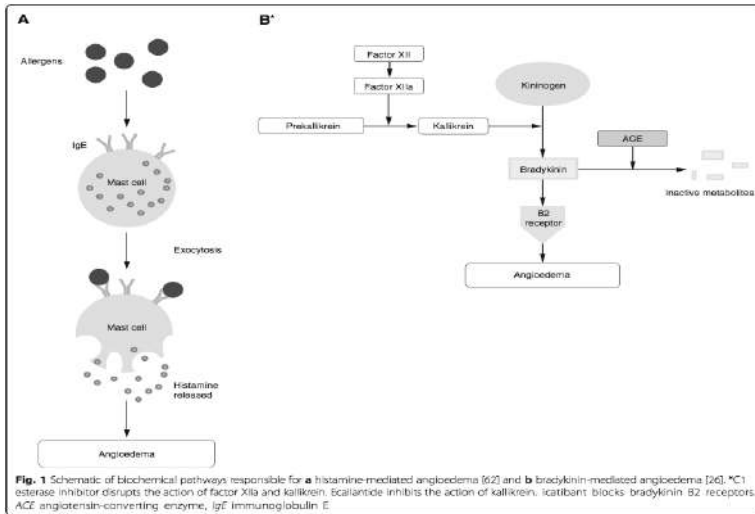 A
Allergens
IgE
Mast cell
Exocytosis
Mast cell
Histamine
released
Angioedema
B*
Factor XII
Factor XIIa
Prekallikrein
Kallikrein
Kininogen
ACE
Bradykinin
Inactive metabolites
B2
receptor
Angioedema
Fig. 1 Schematic of biochemical pathways responsible for a histamine-mediated angioedema [62] and b bradykinin-mediated angioedema [26]. *C1
esterase inhibitor disrupts the action of factor XIIa and kallikrein. Ecallantide inhibits the action of kallikrein. Icatibant blocks bradykinin B2 receptors.
ACE angiotensin-converting enzyme, IgE immunoglobulin E